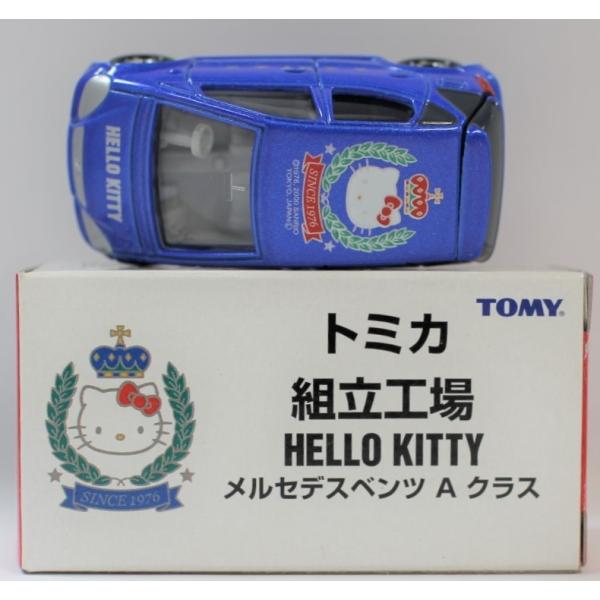 HELLO KITTY
SINCE 1976
©1976, 2000 SANRIO
TOKYO, JAPAN Ⓛ
TOMY
トミカ
組立工場
HELLO KITTY
メルセデスベンツ A クラス
SINCE 1976